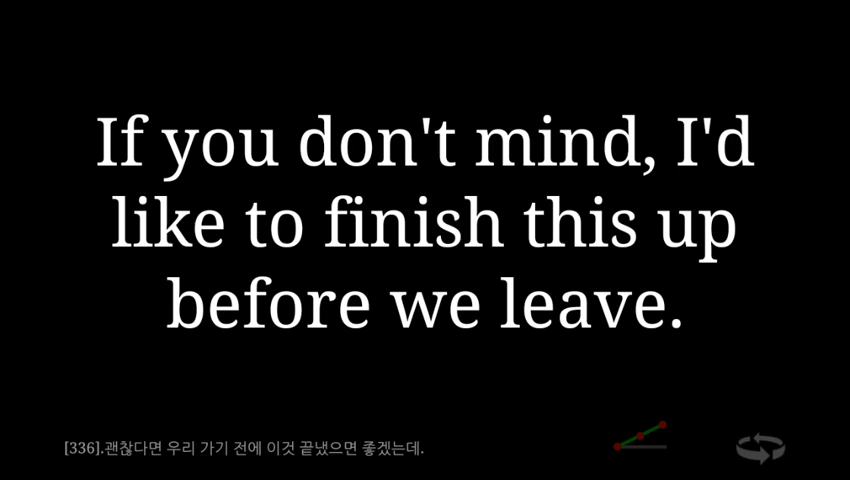 If you don't mind, I'd
like to finish this up
before we leave.
[336].괜찮다면 우리 가기 전에 이것 끝냈으면 좋겠는데.